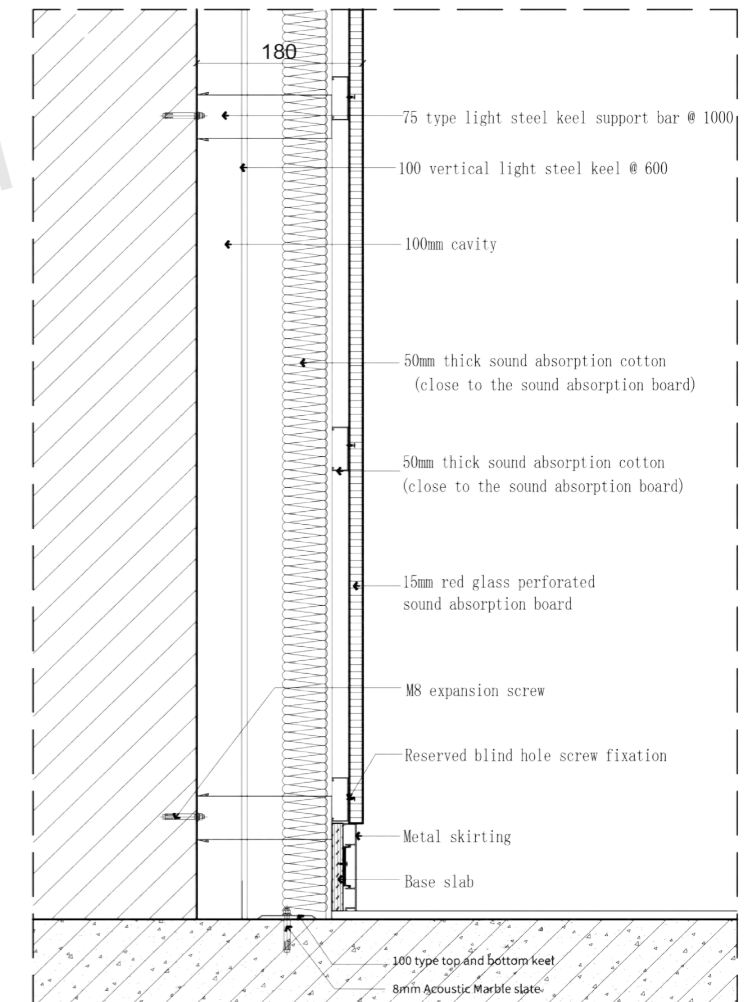 180
75 type light steel keel support bar @ 1000
100 vertical light steel keel @ 600
100mm cavity
50mm thick sound absorption cotton
(close to the sound absorption board)
50mm thick sound absorption cotton
(close to the sound absorption board)
15mm red glass perforated
sound absorption board
M8 expansion screw
Reserved blind hole screw fixation
Metal skirting
Base slab
100 type top and bottom keel
8mm Acoustic Marble slate